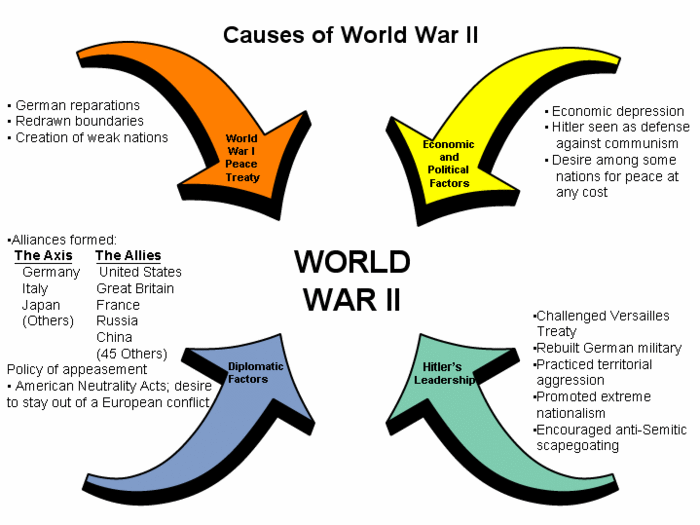 Causes of World War II
▪ German reparations
▪ Redrawn boundaries
▪ Creation of weak nations
World
War I
Peace
Treaty
Economic
and
Political
Factors
▪ Economic depression
▪ Hitler seen as defense
against communism
▪ Desire among some
nations for peace at
any cost
▪Alliances formed:
The Axis The Allies
Germany United States
Italy Great Britain
Japan France
(Others) Russia
China
(45 Others)
Policy of appeasement
▪ American Neutrality Acts; desire
to stay out of a European conflict
WORLD
WAR II
Diplomatic
Factors
Hitler's
Leadership
▪Challenged Versailles
Treaty
▪Rebuilt German military
▪Practiced territorial
aggression
▪Promoted extreme
nationalism
▪Encouraged anti-Semitic
scapegoating